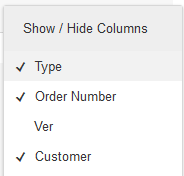 Show / Hide Columns
✓ Type
✓ Order Number
Ver
✓ Customer